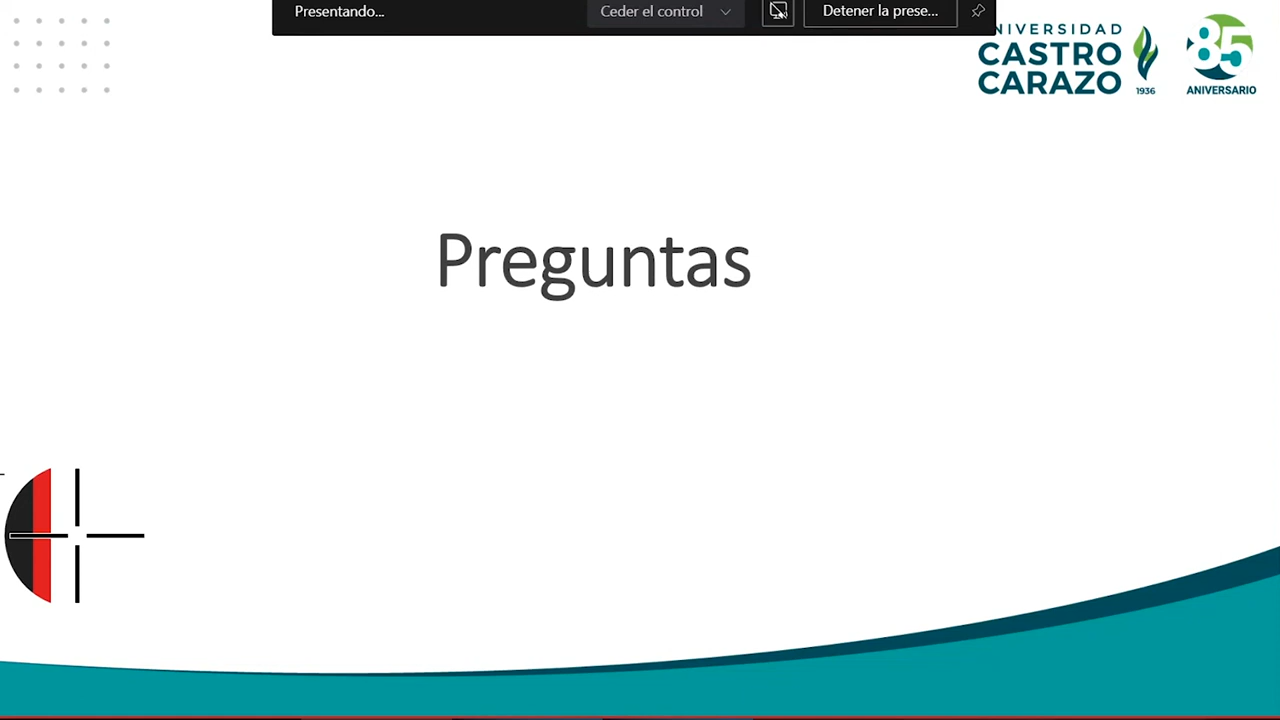 Presentando...
Ceder el control
Detener la prese...
NIVERSIDAD
CASTRO
CARAZO
1936
85
ANIVERSARIO
Preguntas